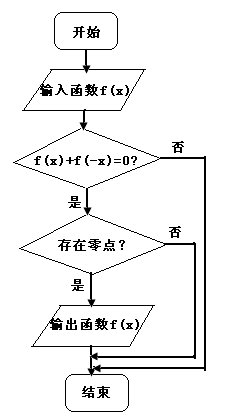 开始
输入函数f(x)
f(x)+f(-x)=0?
否
是
存在零点？
否
是
输出函数f(x)
结束